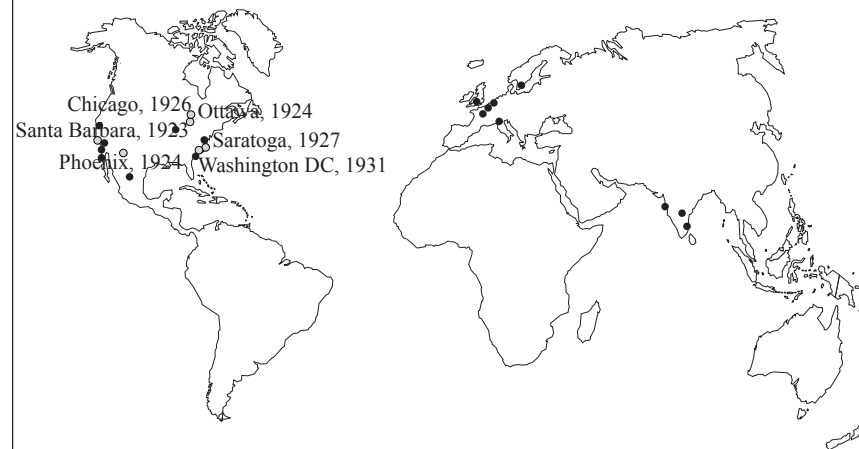 Chicago, 1926
Ottawa, 1924
Santa Barbara, 1923
Saratoga, 1927
Phoenix, 1924
Washington DC, 1931